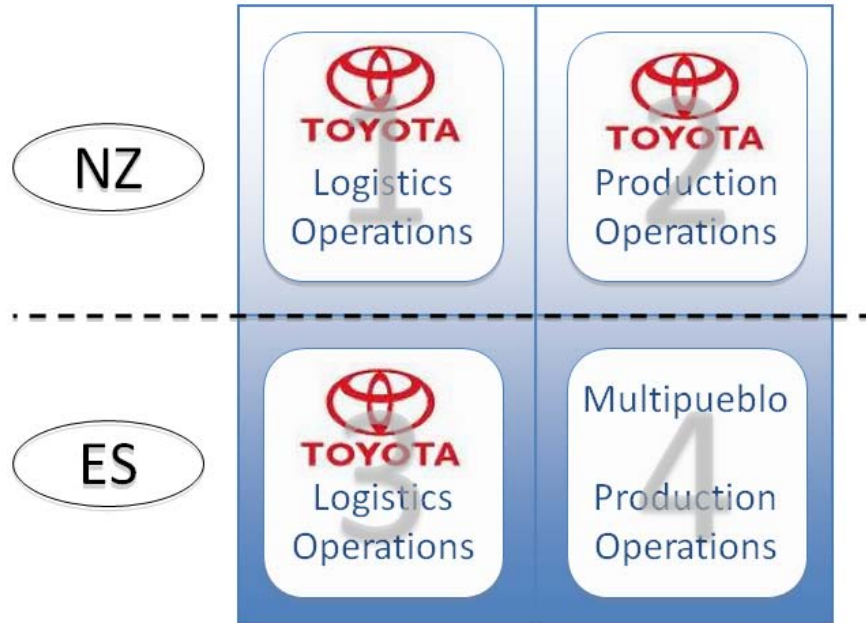 NZ
TOYOTA
1
Logistics
Operations
TOYOTA
2
Production
Operations
ES
TOYOTA
3
Logistics
Operations
Multipueblo
4
Production
Operations